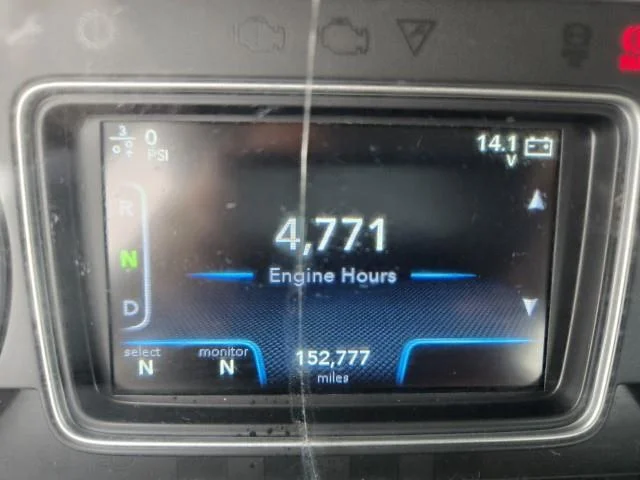 3 0
PSI
14.1
V
R
N
D
4,771
Engine Hours
select
N
monitor
N
152,777
miles